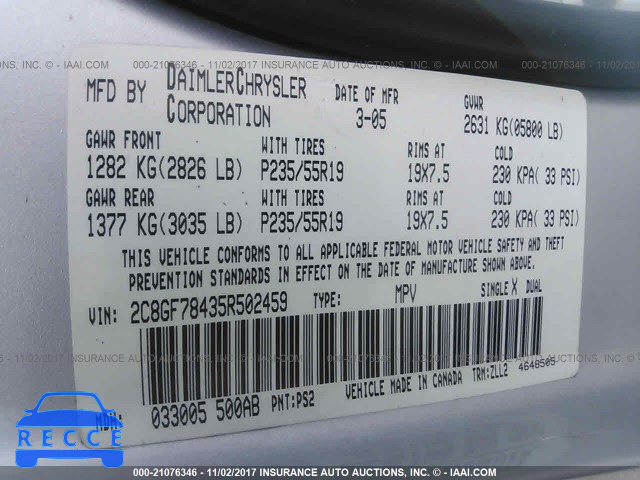 000-21076346 - 11/02/2017 INSURANCE AUTO AUCTIONS - © IAAI.COM
MFD BY DAIMLERCHRYSLER CORPORATION
DATE OF MFR 3-05
GVWR 2631 KG(05800 LB)
GAWR FRONT WITH TIRES RIMS AT COLD
1282 KG(2826 LB) P235/55R19 19X7.5 230 KPA( 33 PSI)
GAWR REAR WITH TIRES RIMS AT COLD
1377 KG(3035 LB) P235/55R19 19X7.5 230 KPA( 33 PSI)
THIS VEHICLE CONFORMS TO ALL APPLICABLE FEDERAL MOTOR VEHICLE SAFETY AND THEFT
PREVENTION STANDARDS IN EFFECT ON THE DATE OF MANUFACTURE SHOWN ABOVE.
VIN: 2C8GF78435R502459 TYPE: MPV SINGLE X DUAL
MDH: 033005 500AB PNT:PS2 VEHICLE MADE IN CANADA TRM:ZLL2 4648505
RECCE
000-21076346 - 11/02/2017 INSURANCE AUTO AUCTIONS - © IAAI.COM